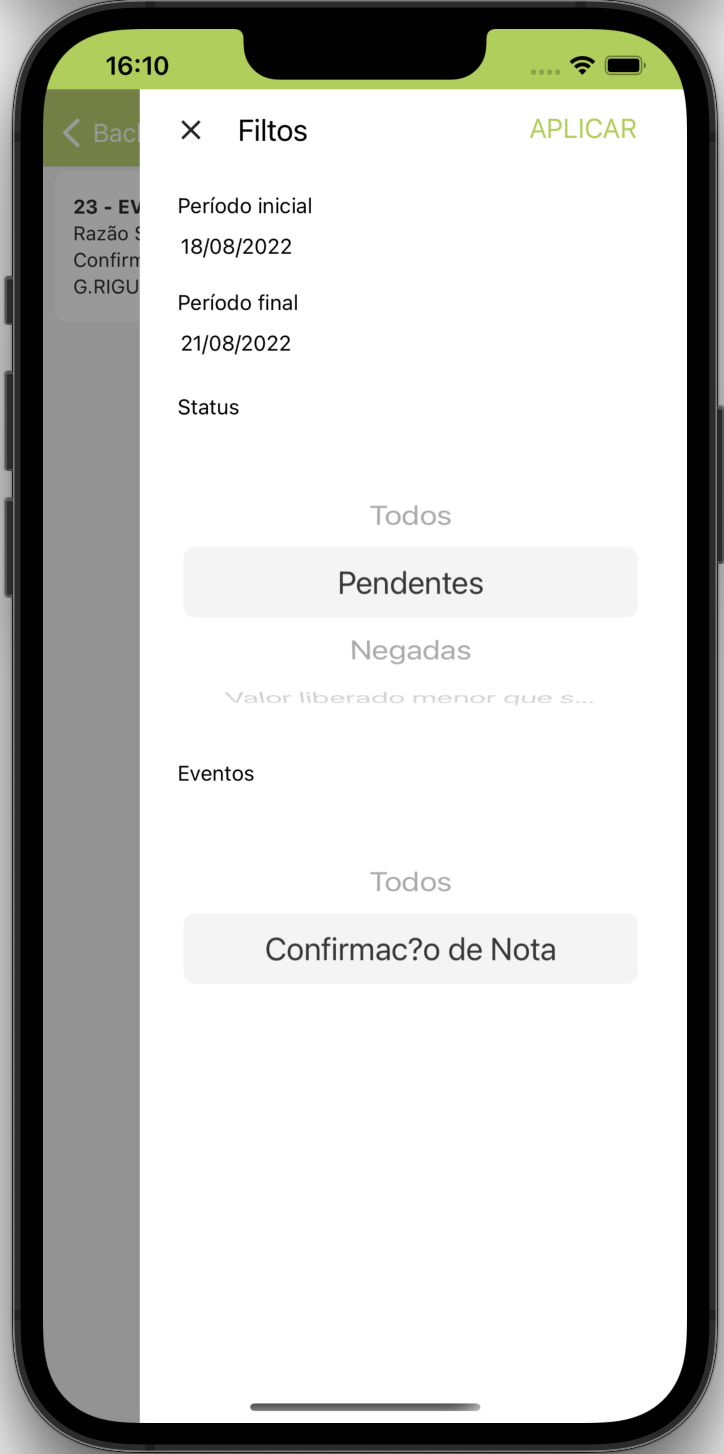 16:10
Back
Filtos
APLICAR
23 - EV
Razão S
Confirm
G.RIGU
Período inicial
18/08/2022
Período final
21/08/2022
Status
Todos
Pendentes
Negadas
Valor liberado menor que s...
Eventos
Todos
Confirmac?o de Nota